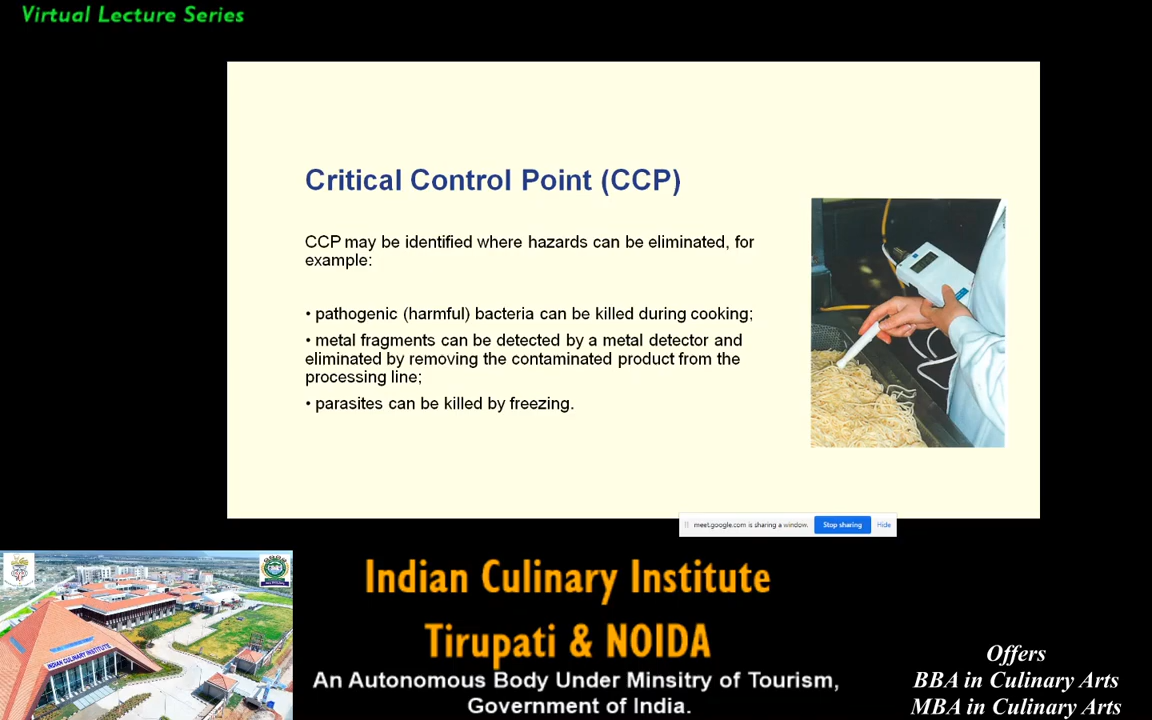 Virtual Lecture Series
Critical Control Point (CCP)
CCP may be identified where hazards can be eliminated, for
example:
• pathogenic (harmful) bacteria can be killed during cooking;
• metal fragments can be detected by a metal detector and
eliminated by removing the contaminated product from the
processing line;
• parasites can be killed by freezing.
meet.google.com is sharing a window. Stop sharing Hide
INDIAN CULINARY INSTITUTE
Indian Culinary Institute
Tirupati & NOIDA
An Autonomous Body Under Minsitry of Tourism,
Government of India.
Offers
BBA in Culinary Arts
MBA in Culinary Arts